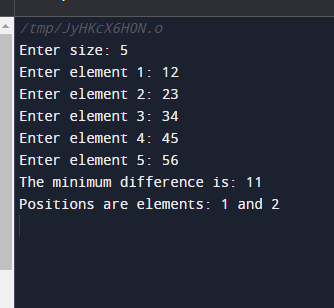 /tmp/JyHKcX6HON.o
Enter size: 5
Enter element 1: 12
Enter element 2: 23
Enter element 3: 34
Enter element 4: 45
Enter element 5: 56
The minimum difference is: 11
Positions are elements: 1 and 2